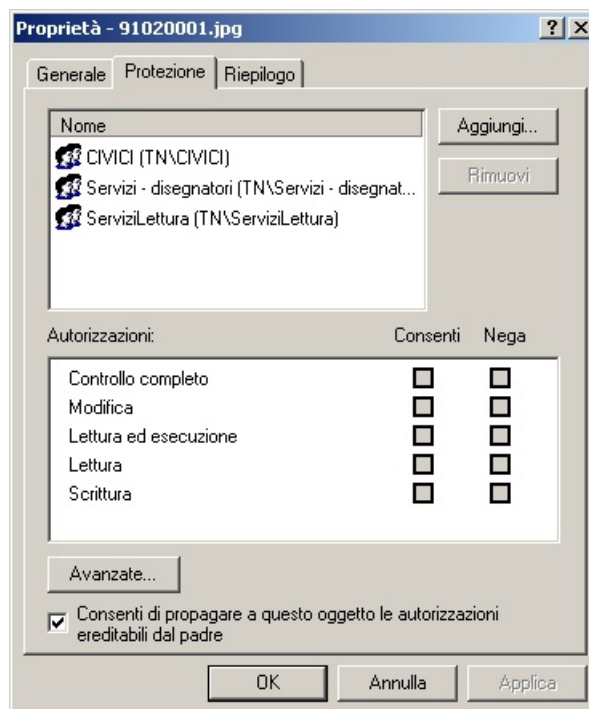 Proprietà - 91020001.jpg
Generale Protezione Riepilogo
Nome
Aggiungi...
CIVICI (TN\CIVICI)
Rimuovi
Servizi - disegnatori (TN\Servizi - disegnat...
ServiziLettura (TN\ServiziLettura)
Autorizzazioni: Consenti Nega
Controllo completo
Modifica
Lettura ed esecuzione
Lettura
Scrittura
Avanzate...
Consenti di propagare a questo oggetto le autorizzazioni
ereditabili dal padre
OK Annulla Applica